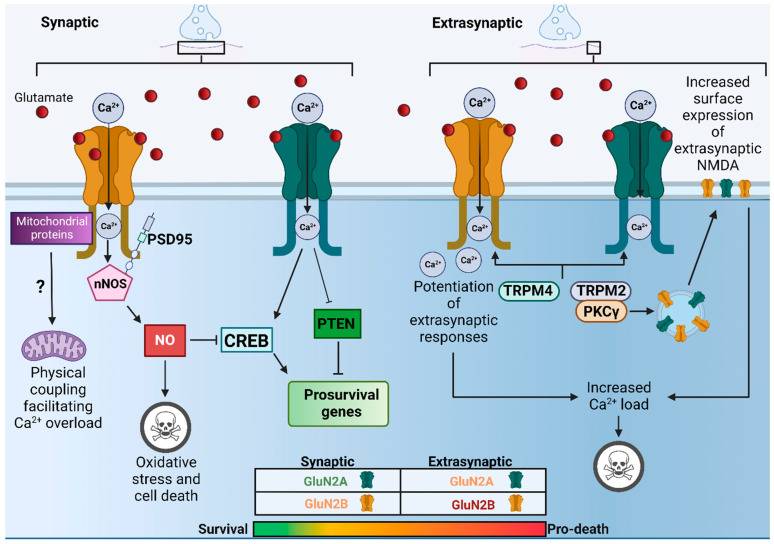 Synaptic
Extrasynaptic
Glutamate
Ca²⁺
Ca²⁺
Ca²⁺
Ca²⁺
Increased
surface
expression
of
extrasynaptic
NMDA
Mitochondrial
proteins
Ca²⁺
PSD95
Ca²⁺
Ca²⁺
Ca²⁺
Ca²⁺
Ca²⁺
?
nNOS
Potentiation
of
extrasynaptic
responses
TRPM4
TRPM2
PKCγ
NO
CREB
PTEN
Physical
coupling
facilitating
Ca²⁺ overload
Prosurvival
genes
Increased
Ca²⁺ load
Oxidative
stress and
cell death
Synaptic
Extrasynaptic
GluN2A
GluN2A
GluN2B
GluN2B
Survival
Pro-death